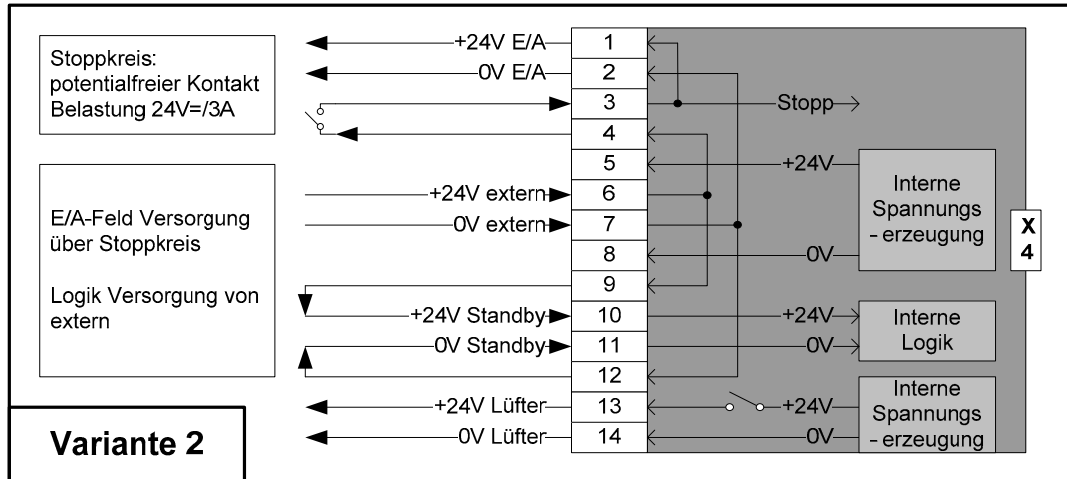 Stoppkreis:
potentialfreier Kontakt
Belastung 24V=/3A
E/A-Feld Versorgung
über Stoppkreis
Logik Versorgung von
extern
Variante 2
+24V E/A
1
0V E/A
2
3
Stopp
4
5
+24V
+24V extern
6
0V extern
7
8
0V
9
+24V Standby
10
+24V
0V Standby
11
0V
12
+24V Lüfter
13
+24V
0V Lüfter
14
0V
Interne
Spannungs
- erzeugung
Interne
Logik
Interne
Spannungs
- erzeugung
X
4